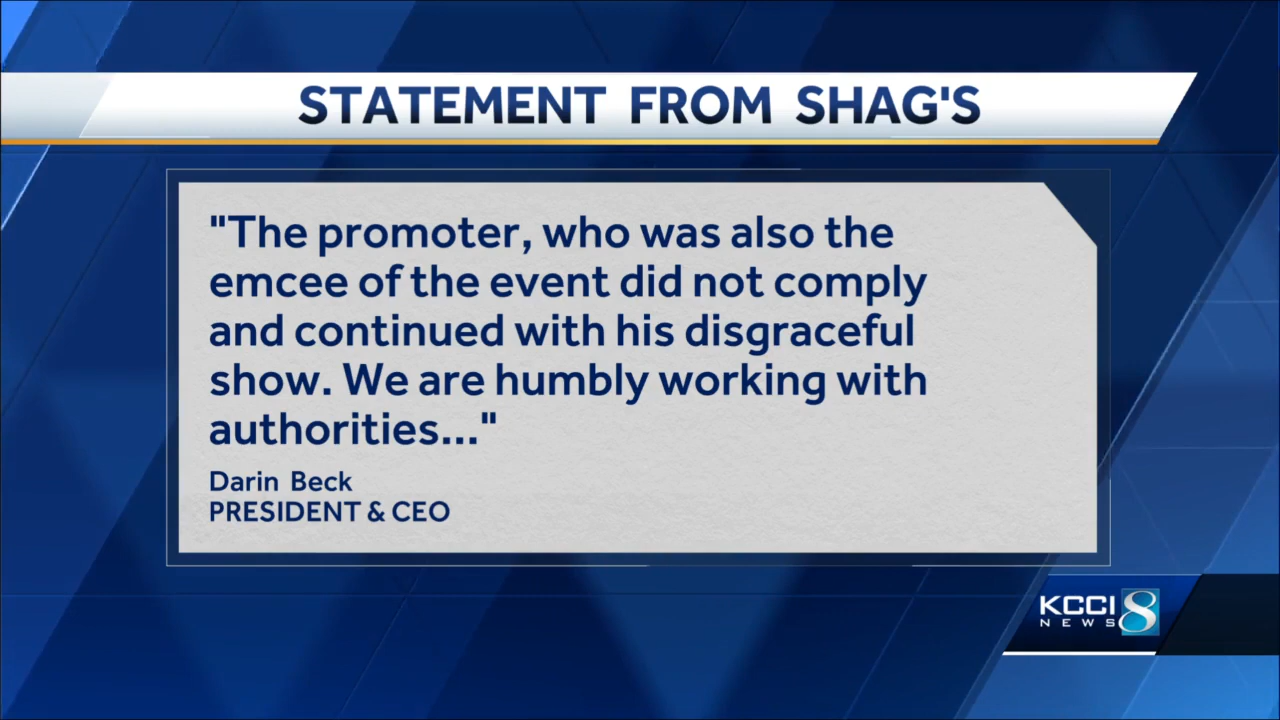 STATEMENT FROM SHAG'S
"The promoter, who was also the
emcee of the event did not comply
and continued with his disgraceful
show. We are humbly working with
authorities..."
Darin Beck
PRESIDENT & CEO
KCCI 8
NEWS